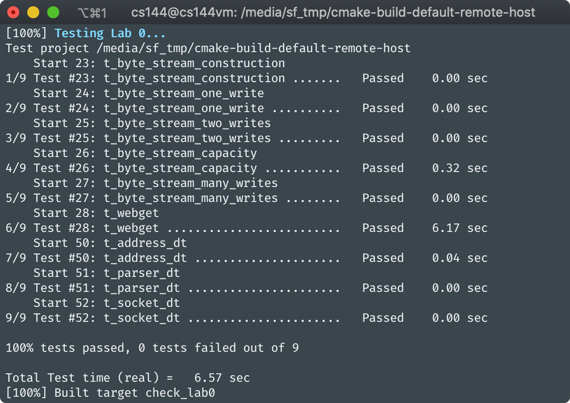 ⌥⌘1 cs144@cs144vm: /media/sf_tmp/cmake-build-default-remote-host
[100%] Testing Lab 0...
Test project /media/sf_tmp/cmake-build-default-remote-host
    Start 23: t_byte_stream_construction
1/9 Test #23: t_byte_stream_construction .......   Passed    0.00 sec
    Start 24: t_byte_stream_one_write
2/9 Test #24: t_byte_stream_one_write ..........   Passed    0.00 sec
    Start 25: t_byte_stream_two_writes
3/9 Test #25: t_byte_stream_two_writes .........   Passed    0.00 sec
    Start 26: t_byte_stream_capacity
4/9 Test #26: t_byte_stream_capacity ...........   Passed    0.32 sec
    Start 27: t_byte_stream_many_writes
5/9 Test #27: t_byte_stream_many_writes ........   Passed    0.00 sec
    Start 28: t_webget
6/9 Test #28: t_webget .........................   Passed    6.17 sec
    Start 50: t_address_dt
7/9 Test #50: t_address_dt .....................   Passed    0.04 sec
    Start 51: t_parser_dt
8/9 Test #51: t_parser_dt ......................   Passed    0.00 sec
    Start 52: t_socket_dt
9/9 Test #52: t_socket_dt ......................   Passed    0.00 sec
100% tests passed, 0 tests failed out of 9
Total Test time (real) =   6.57 sec
[100%] Built target check_lab0